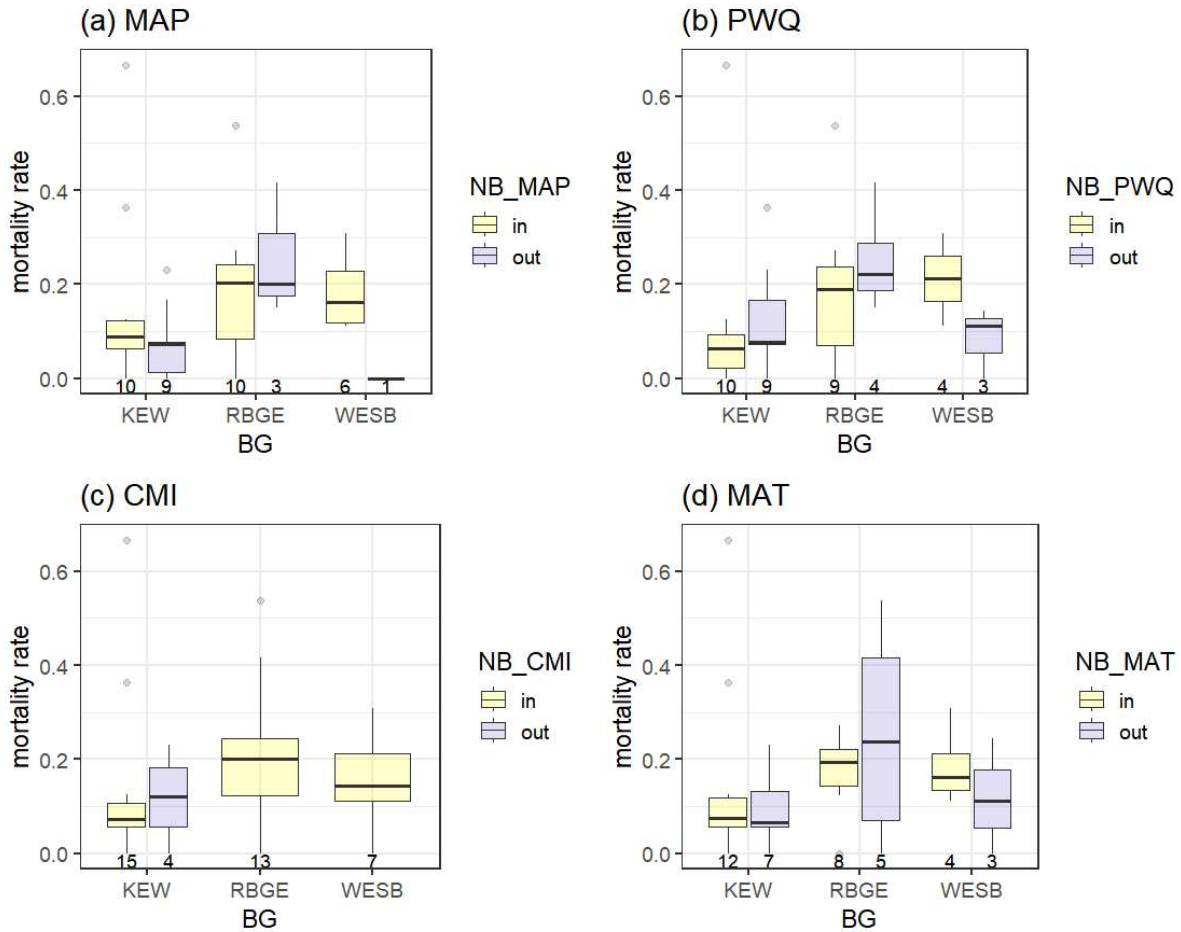 (a) MAP
mortality rate
0.6
0.4
0.2
0.0
10 9 10 3 6 1
KEW RBGE WESB
BG
NB_MAP
in
out
(b) PWQ
mortality rate
0.6
0.4
0.2
0.0
10 9 9 4 4 3
KEW RBGE WESB
BG
NB_PWQ
in
out
(c) CMI
mortality rate
0.6
0.4
0.2
0.0
15 4 13 7
KEW RBGE WESB
BG
NB_CMI
in
out
(d) MAT
mortality rate
0.6
0.4
0.2
0.0
12 7 8 5 4 3
KEW RBGE WESB
BG
NB_MAT
in
out